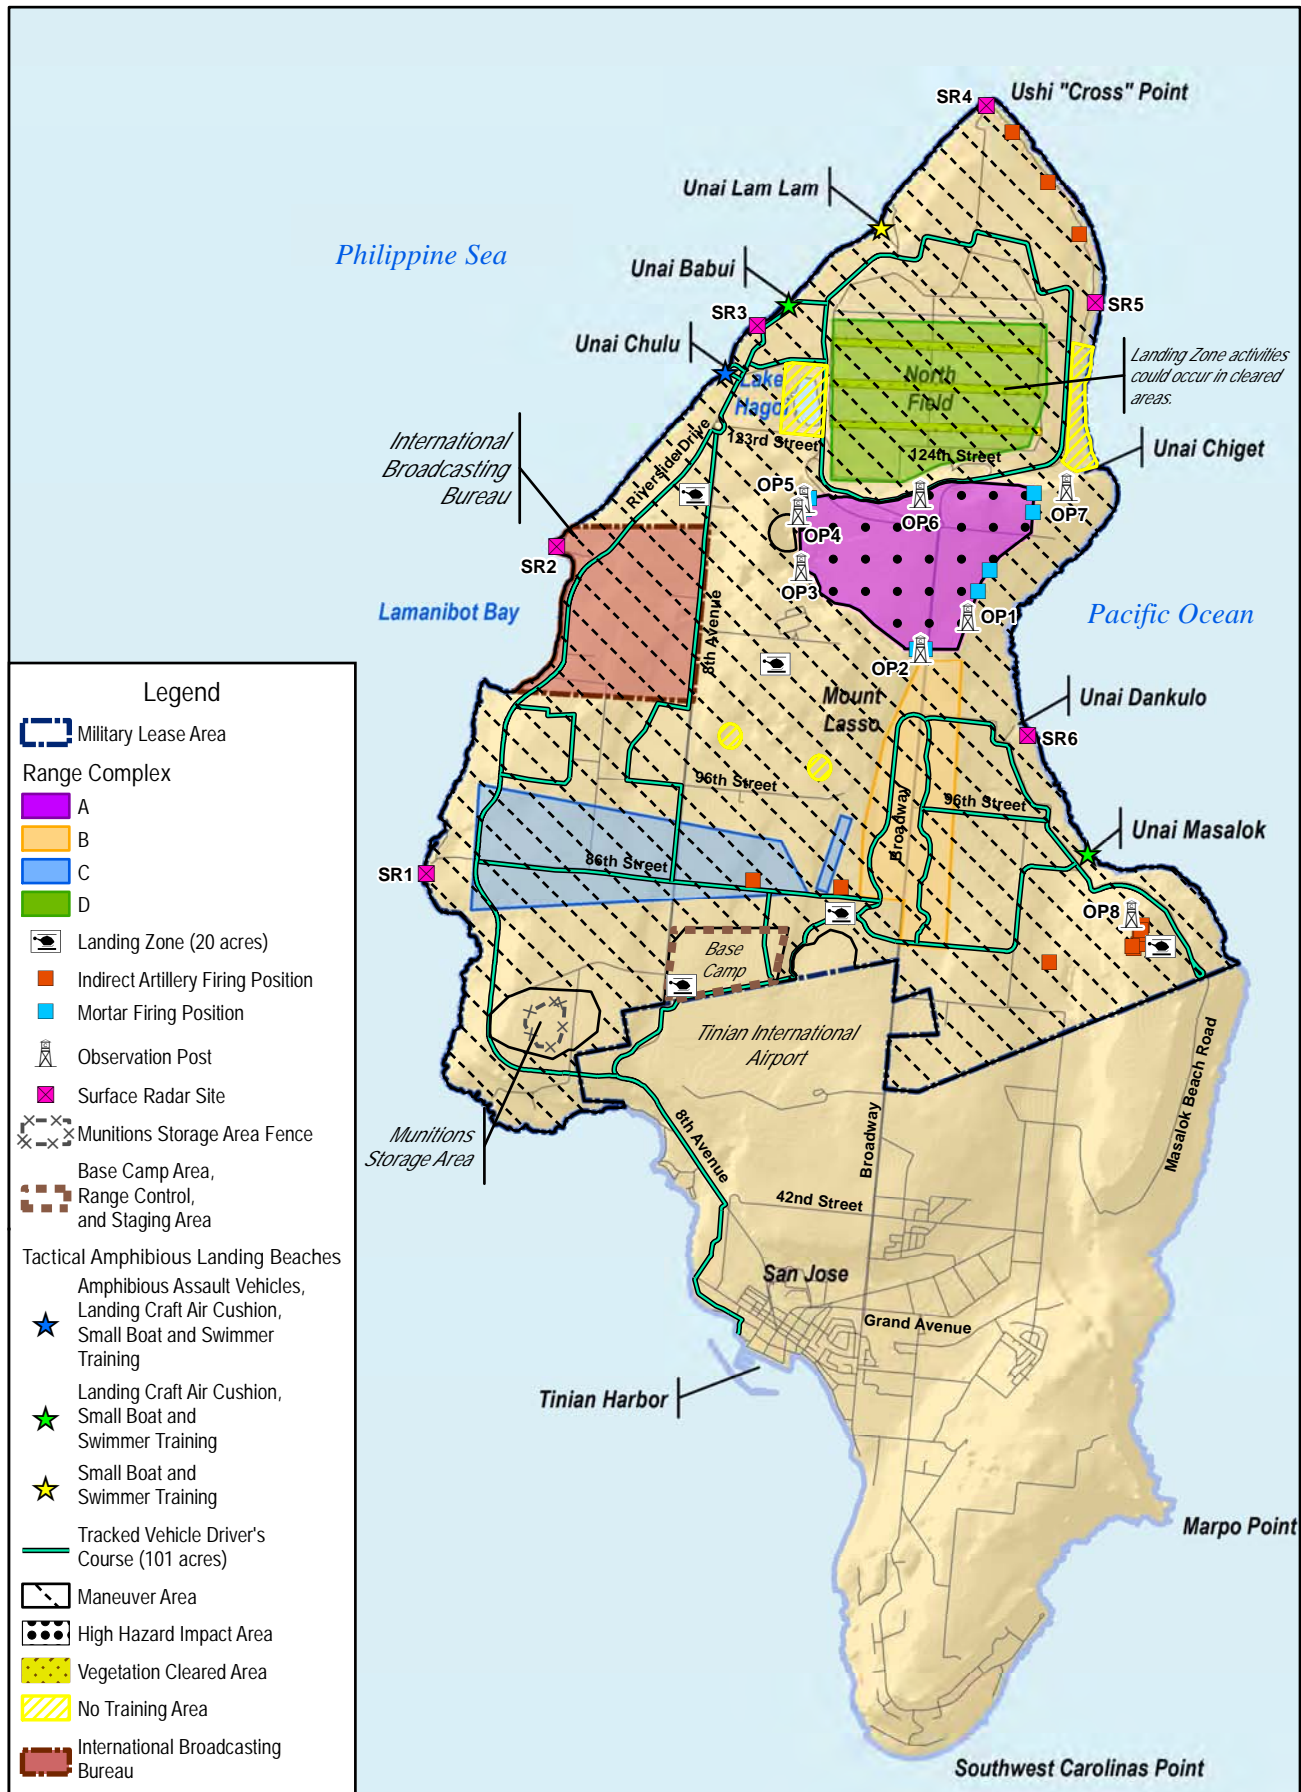 SR4
Ushi "Cross" Point
Unai Lam Lam
Philippine Sea
Unai Babui
SR3
SR5
Unai Chulu
Lake
Hago
North
Field
Landing Zone activities
could occur in cleared
areas.
123rd Street
124th Street
Riverside Drive
International
Broadcasting
Bureau
Unai Chiget
OP5
OP4
OP6
OP7
SR2
OP3
8th Avenue
Lamanibot Bay
OP1
Pacific Ocean
OP2
Mount
Lasso
Unai Dankulo
SR6
96th Street
96th Street
Broadway
Unai Masalok
86th Street
SR1
OP8
Base
Camp
Tinian International
Airport
Masalok Beach Road
Munitions
Storage Area
8th Avenue
Broadway
42nd Street
San Jose
Grand Avenue
Tinian Harbor
Marpo Point
Southwest Carolinas Point
Legend
Military Lease Area
Range Complex
A
B
C
D
Landing Zone (20 acres)
Indirect Artillery Firing Position
Mortar Firing Position
Observation Post
Surface Radar Site
Munitions Storage Area Fence
Base Camp Area,
Range Control,
and Staging Area
Tactical Amphibious Landing Beaches
Amphibious Assault Vehicles,
Landing Craft Air Cushion,
Small Boat and Swimmer
Training
Landing Craft Air Cushion,
Small Boat and
Swimmer Training
Small Boat and
Swimmer Training
Tracked Vehicle Driver's
Course (101 acres)
Maneuver Area
High Hazard Impact Area
Vegetation Cleared Area
No Training Area
International Broadcasting
Bureau